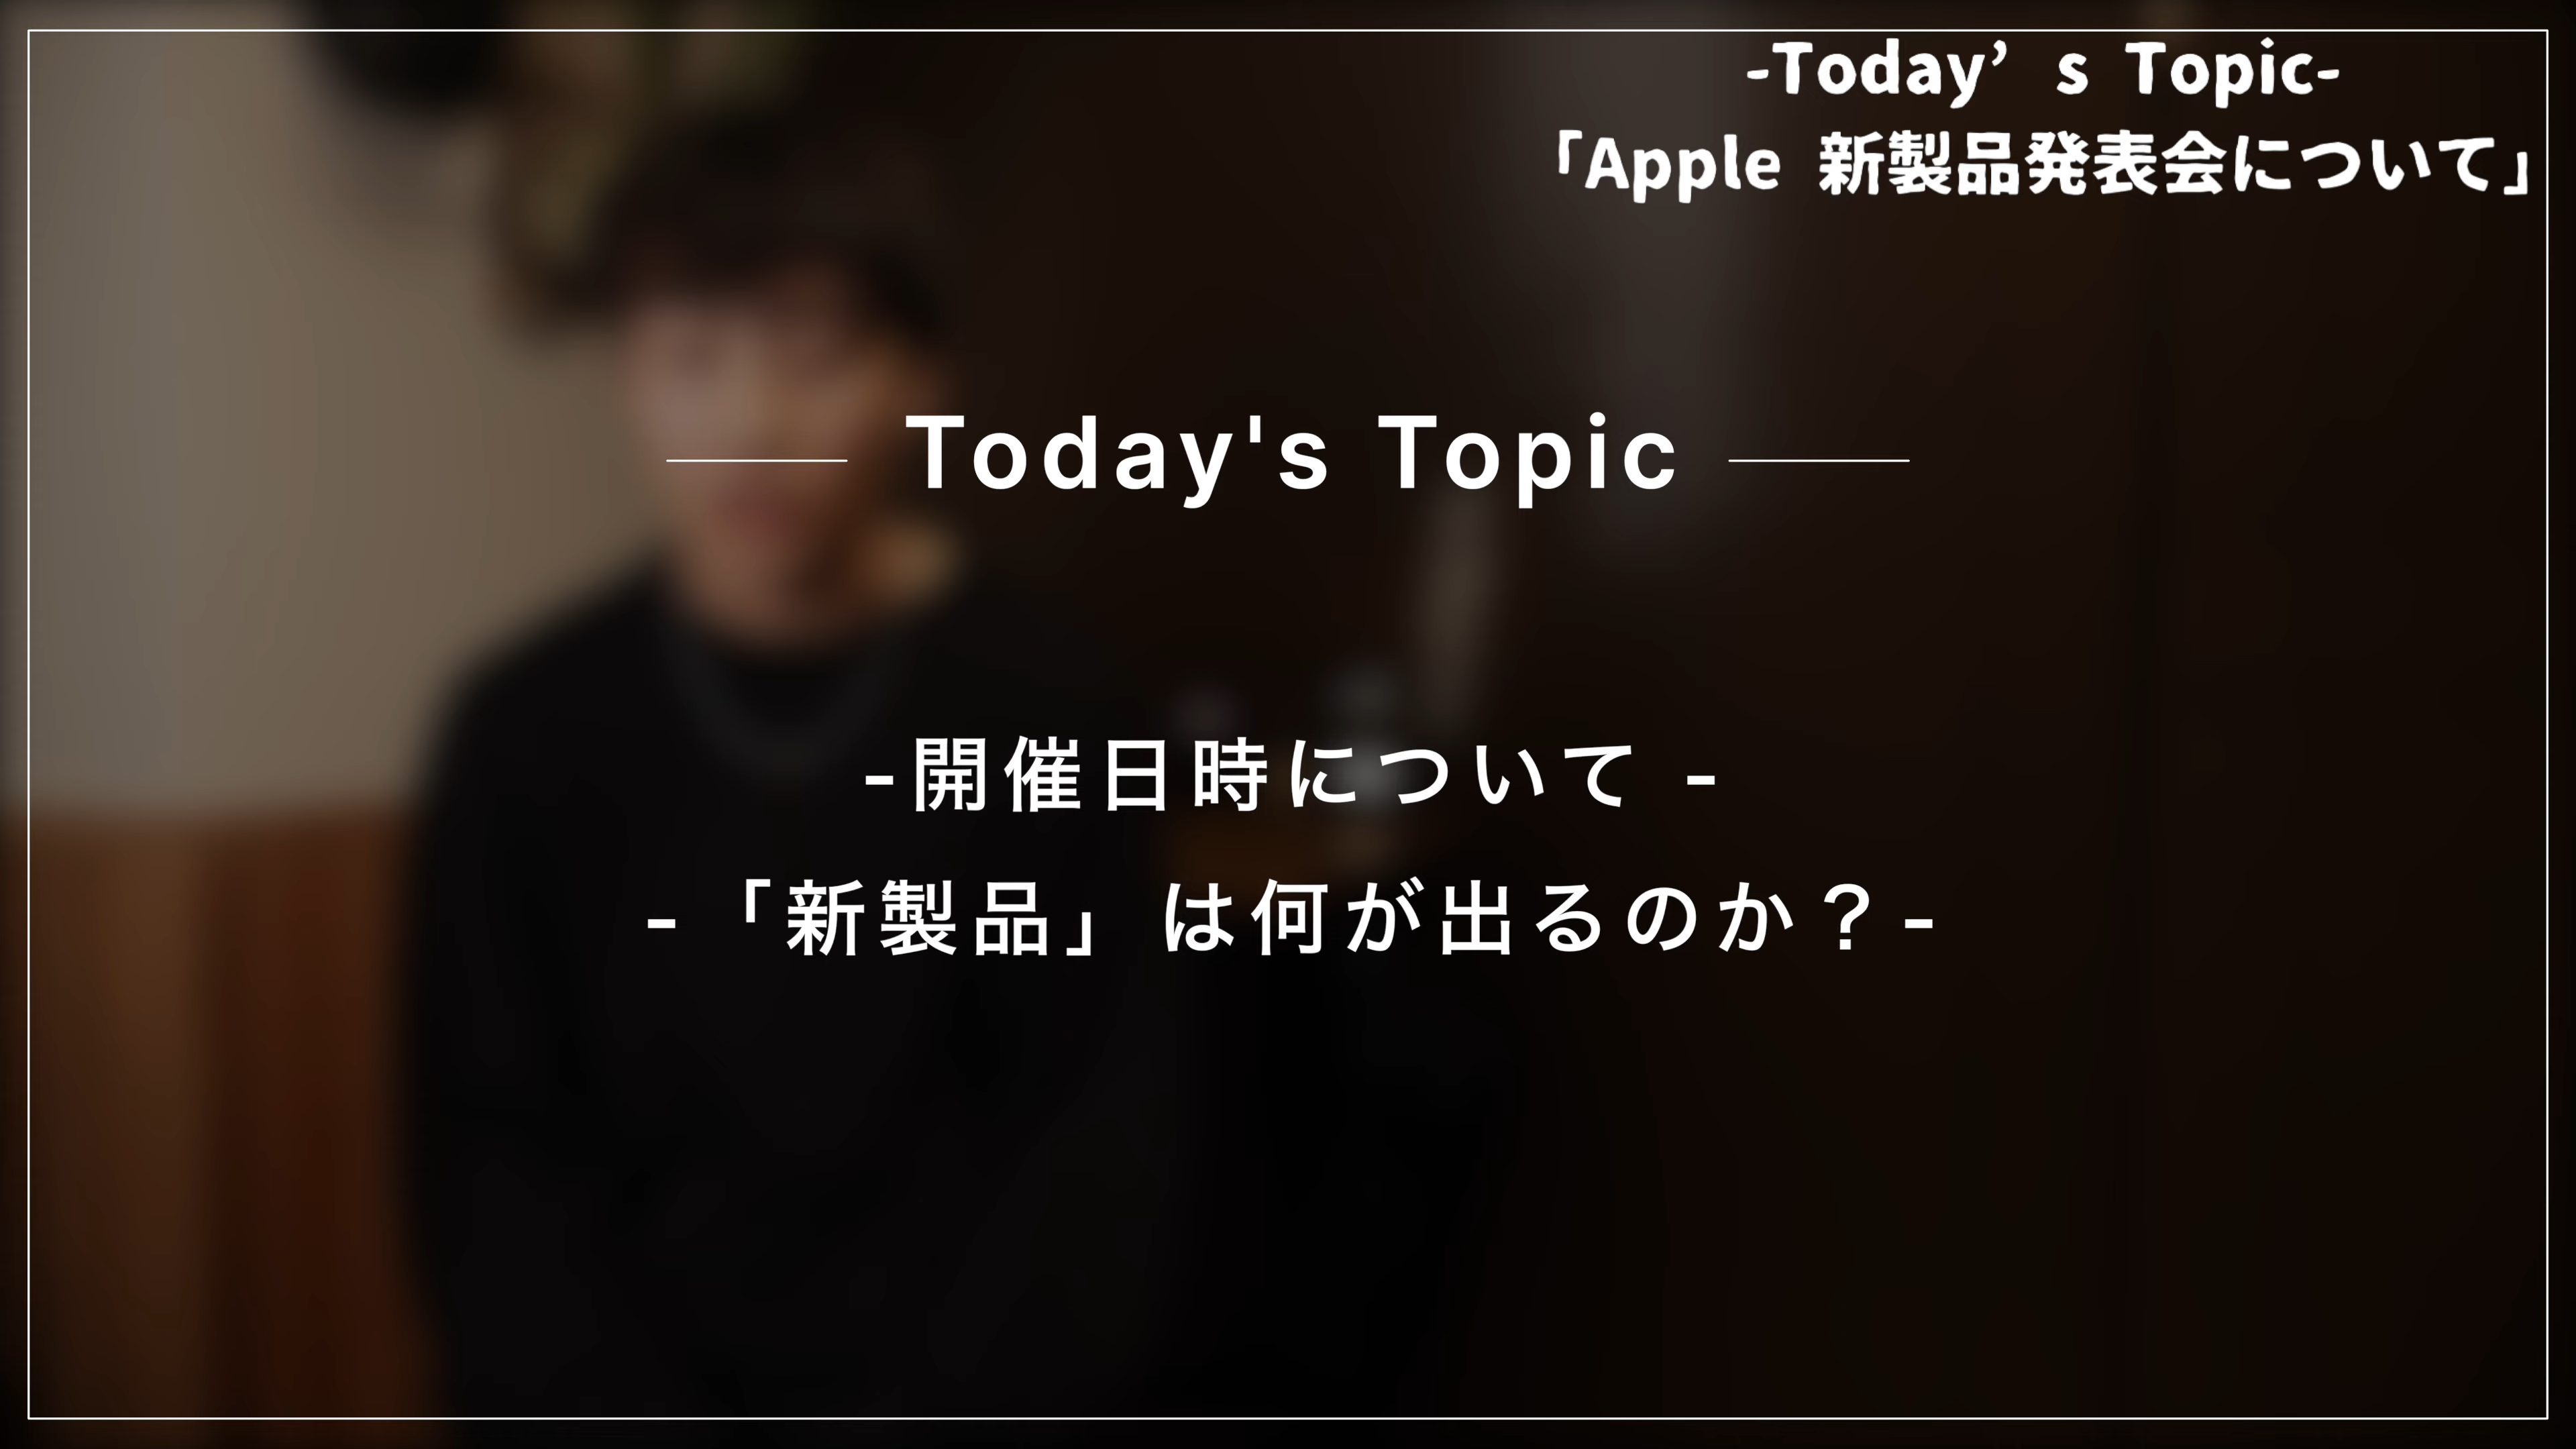 -Today’s Topic-
「Apple 新製品発表会について」
Today's Topic
-開催日時について -
-「新製品」は何が出るのか？-